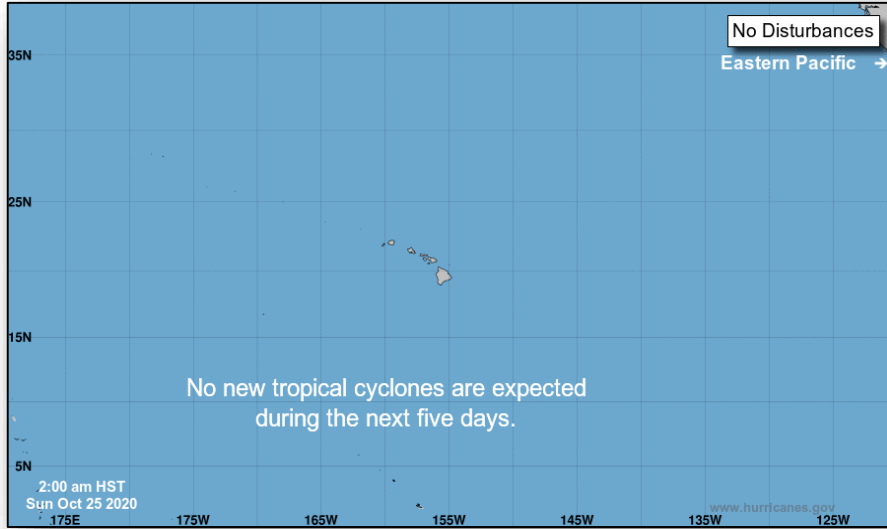 No Disturbances
35N
Eastern Pacific →
25N
15N
No new tropical cyclones are expected
during the next five days.
5N
2:00 am HST
Sun Oct 25 2020
www.hurricanes.gov
175E
175W
165W
155W
145W
135W
125W